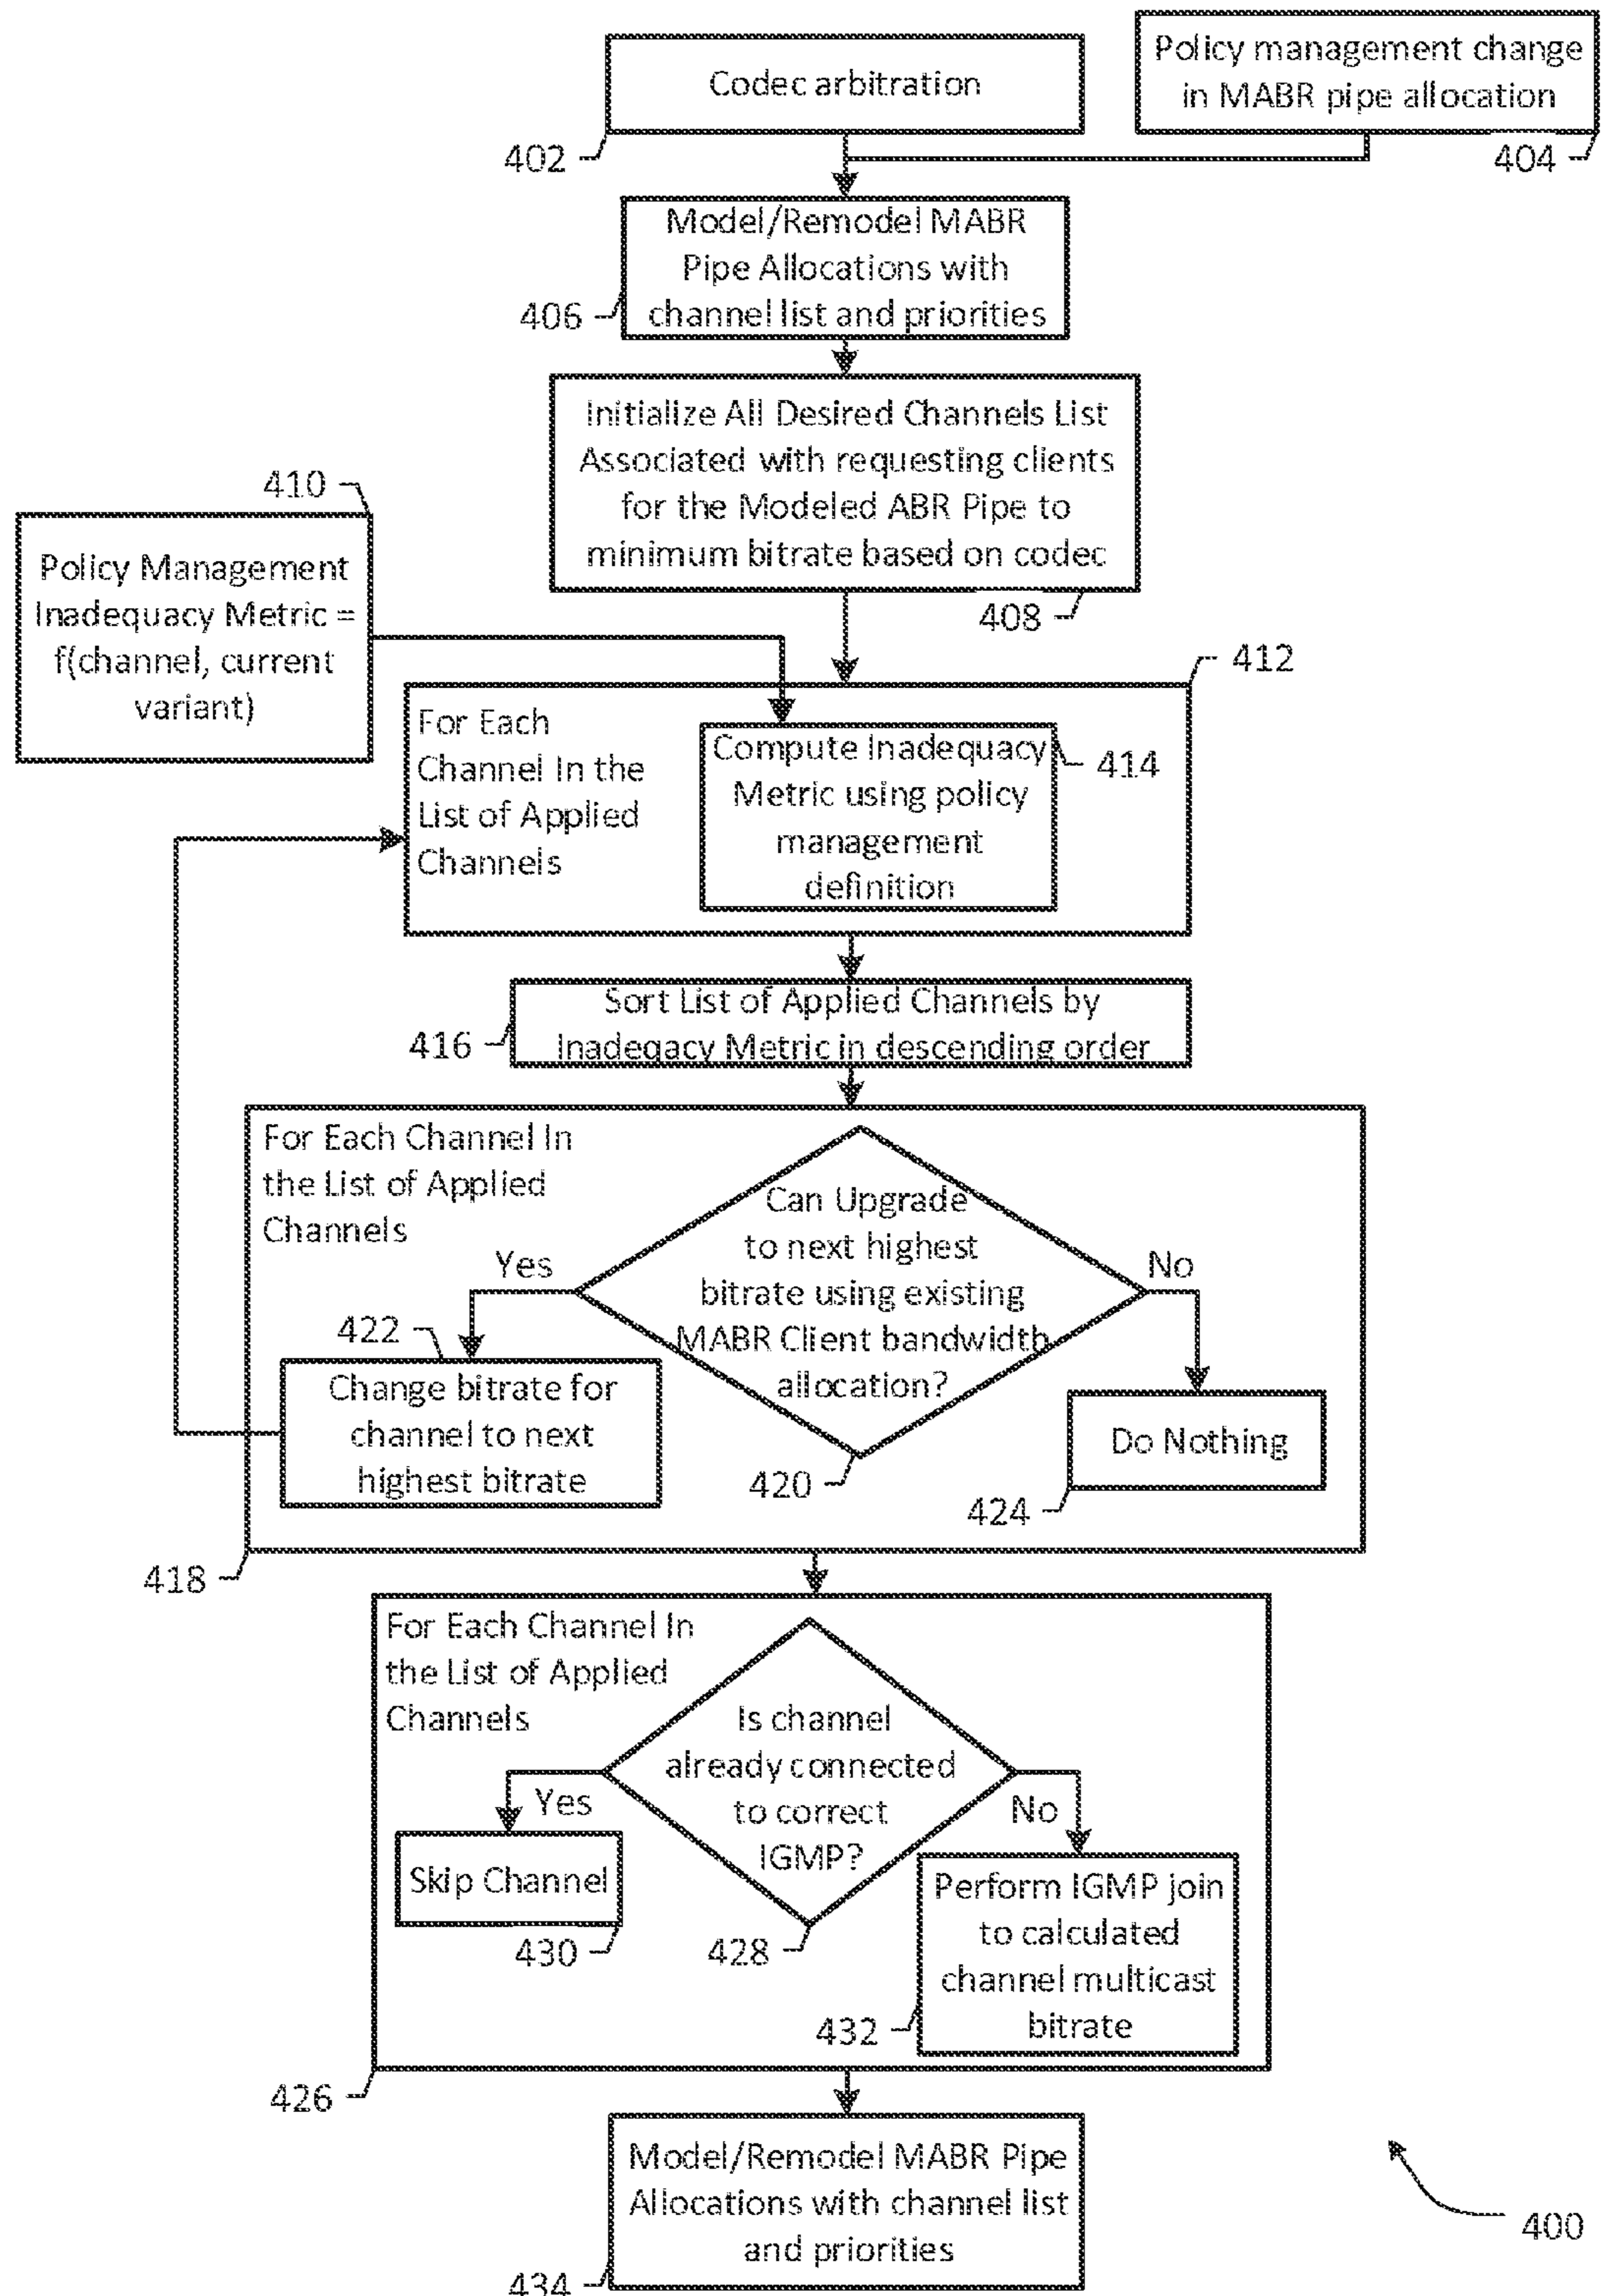 Codec arbitration
402
Policy management change
in MABR pipe allocation
404
Model/Remodel MABR
Pipe Allocations with
channel list and priorities
406
Initialize All Desired Channels List
Associated with requesting clients
for the Modeled ABR Pipe to
minimum bitrate based on codec
408
410
Policy Management
Inadequacy Metric =
f(channel, current
variant)
412
For Each
Channel In the
List of Applied
Channels
Compute Inadequacy
Metric using policy
management
definition
414
Sort List of Applied Channels by
Inadeqacy Metric in descending order
416
For Each Channel In
the List of Applied
Channels
Can Upgrade
to next highest
bitrate using existing
MABR Client bandwidth
allocation?
Yes
No
422
Change bitrate for
channel to next
highest bitrate
420
Do Nothing
424
418
For Each Channel In
the List of Applied
Channels
Is channel
already connected
to correct
IGMP?
Yes
No
Skip Channel
430
428
Perform IGMP join
to calculated
channel multicast
bitrate
432
426
Model/Remodel MABR Pipe
Allocations with channel list
and priorities
434
400